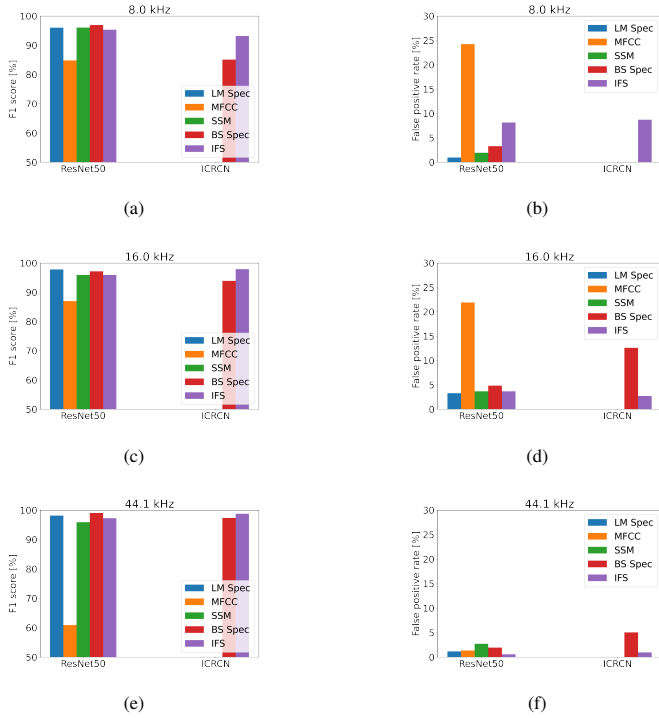 8.0 kHz
F1 score [%]
100
90
80
70
60
50
LM Spec
MFCC
SSM
BS Spec
IFS
ResNet50
ICRCN
(a)
8.0 kHz
False positive rate [%]
30
25
20
15
10
5
0
LM Spec
MFCC
SSM
BS Spec
IFS
ResNet50
ICRCN
(b)
16.0 kHz
F1 score [%]
100
90
80
70
60
50
LM Spec
MFCC
SSM
BS Spec
IFS
ResNet50
ICRCN
(c)
16.0 kHz
False positive rate [%]
30
25
20
15
10
5
0
LM Spec
MFCC
SSM
BS Spec
IFS
ResNet50
ICRCN
(d)
44.1 kHz
F1 score [%]
100
90
80
70
60
50
LM Spec
MFCC
SSM
BS Spec
IFS
ResNet50
ICRCN
(e)
44.1 kHz
False positive rate [%]
30
25
20
15
10
5
0
LM Spec
MFCC
SSM
BS Spec
IFS
ResNet50
ICRCN
(f)